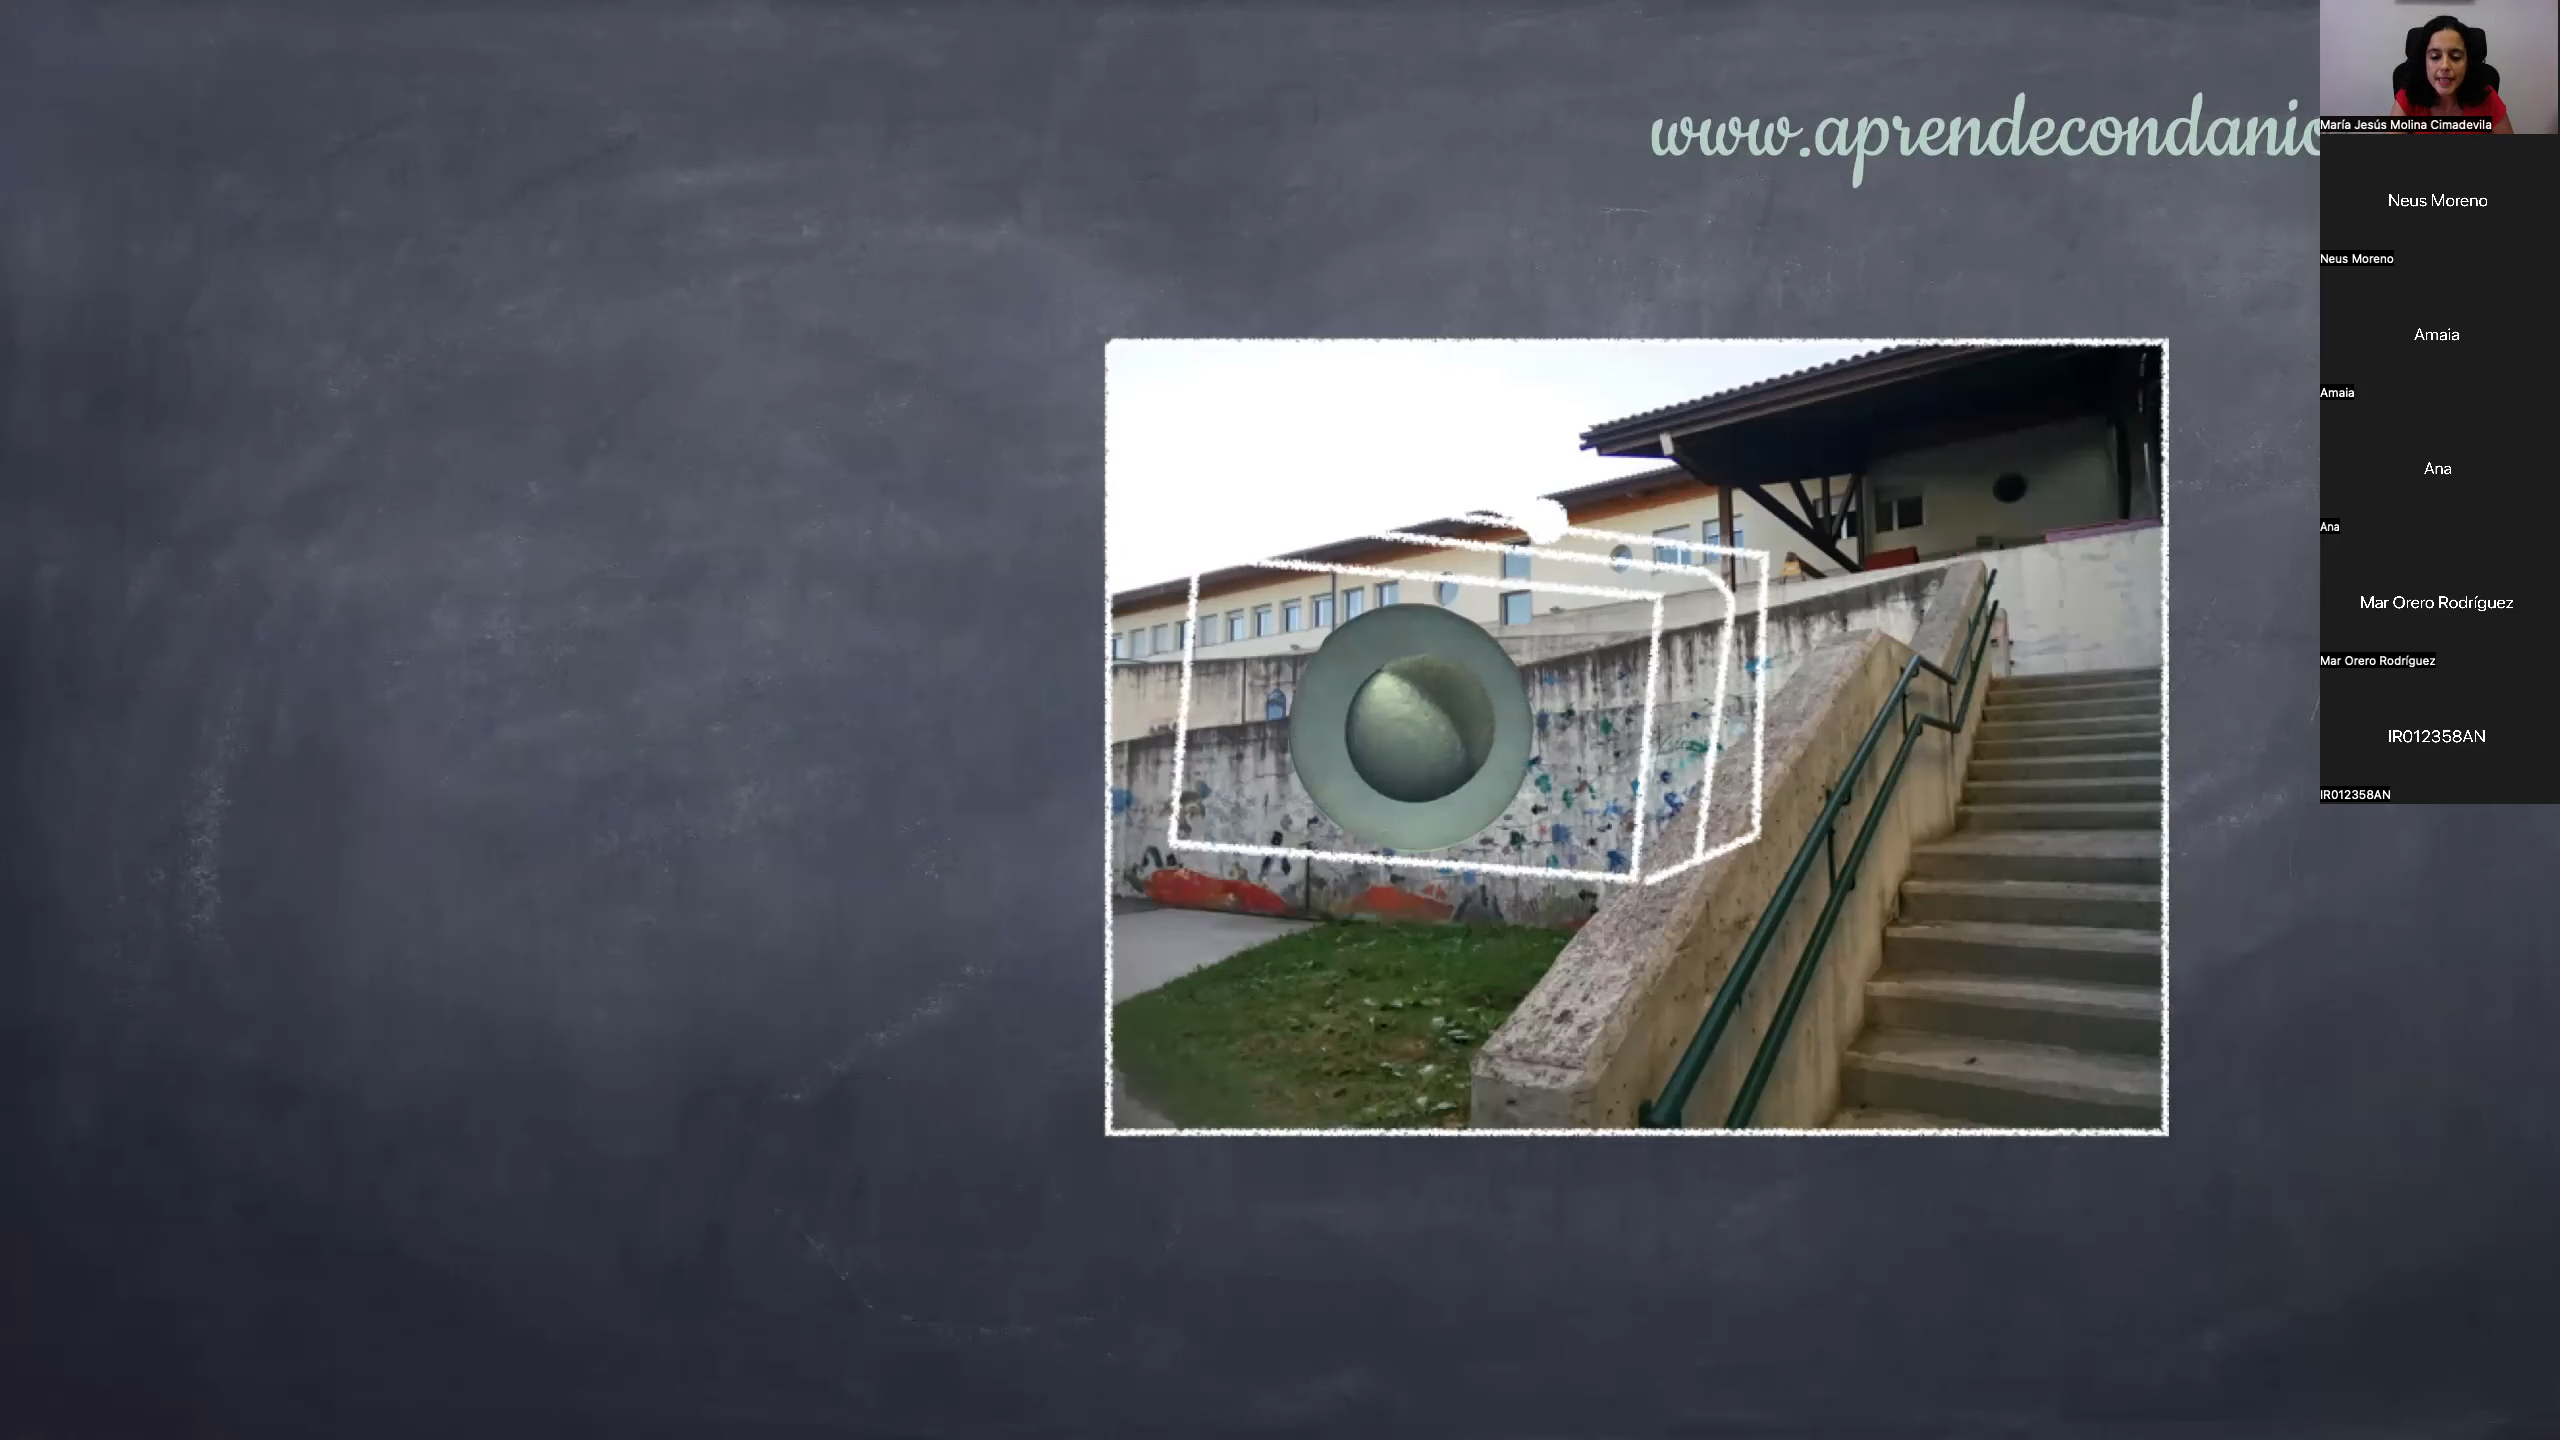 www.aprendecondani
María Jesús Molina Cimadevila
Neus Moreno
Neus Moreno
Amaia
Amaia
Ana
Ana
Mar Orero Rodríguez
Mar Orero Rodríguez
IR012358AN
IR012358AN